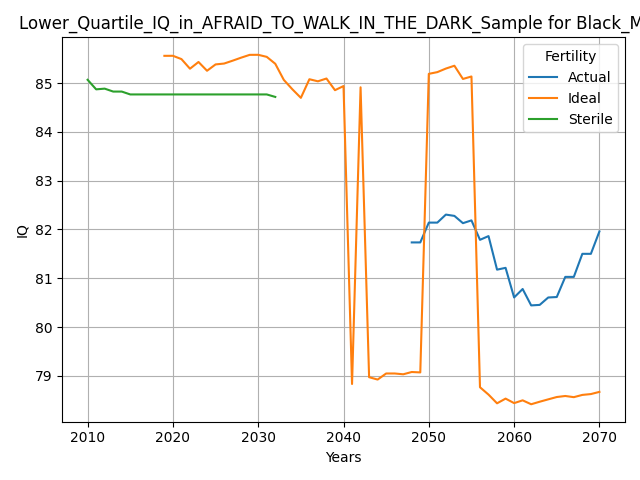 Lower_Quartile_IQ_in_AFRAID_TO_WALK_IN_THE_DARK_Sample for Black_M
Fertility
Actual
Ideal
Sterile
85
84
83
82
81
80
79
IQ
2010 2020 2030 2040 2050 2060 2070
Years